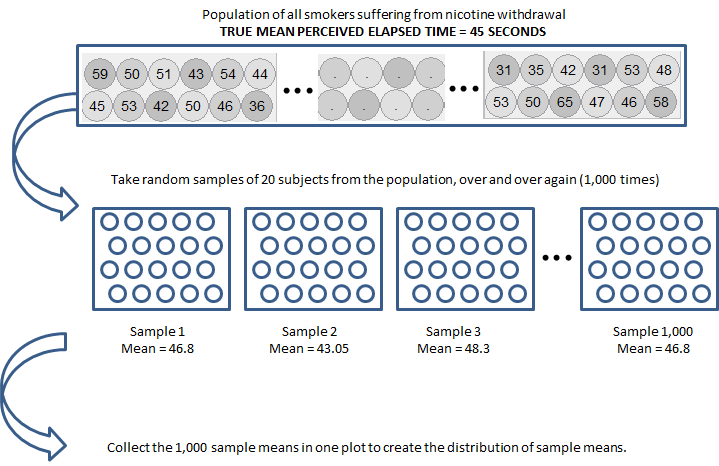 Population of all smokers suffering from nicotine withdrawal
TRUE MEAN PERCEIVED ELAPSED TIME = 45 SECONDS
59 50 51 43 54 44 ... . . . . ... 31 35 42 31 53 48
45 53 42 50 46 36 . . . . 53 50 65 47 46 58
Take random samples of 20 subjects from the population, over and over again (1,000 times)
...
Sample 1 Sample 2 Sample 3 Sample 1,000
Mean = 46.8 Mean = 43.05 Mean = 48.3 Mean = 46.8
Collect the 1,000 sample means in one plot to create the distribution of sample means.